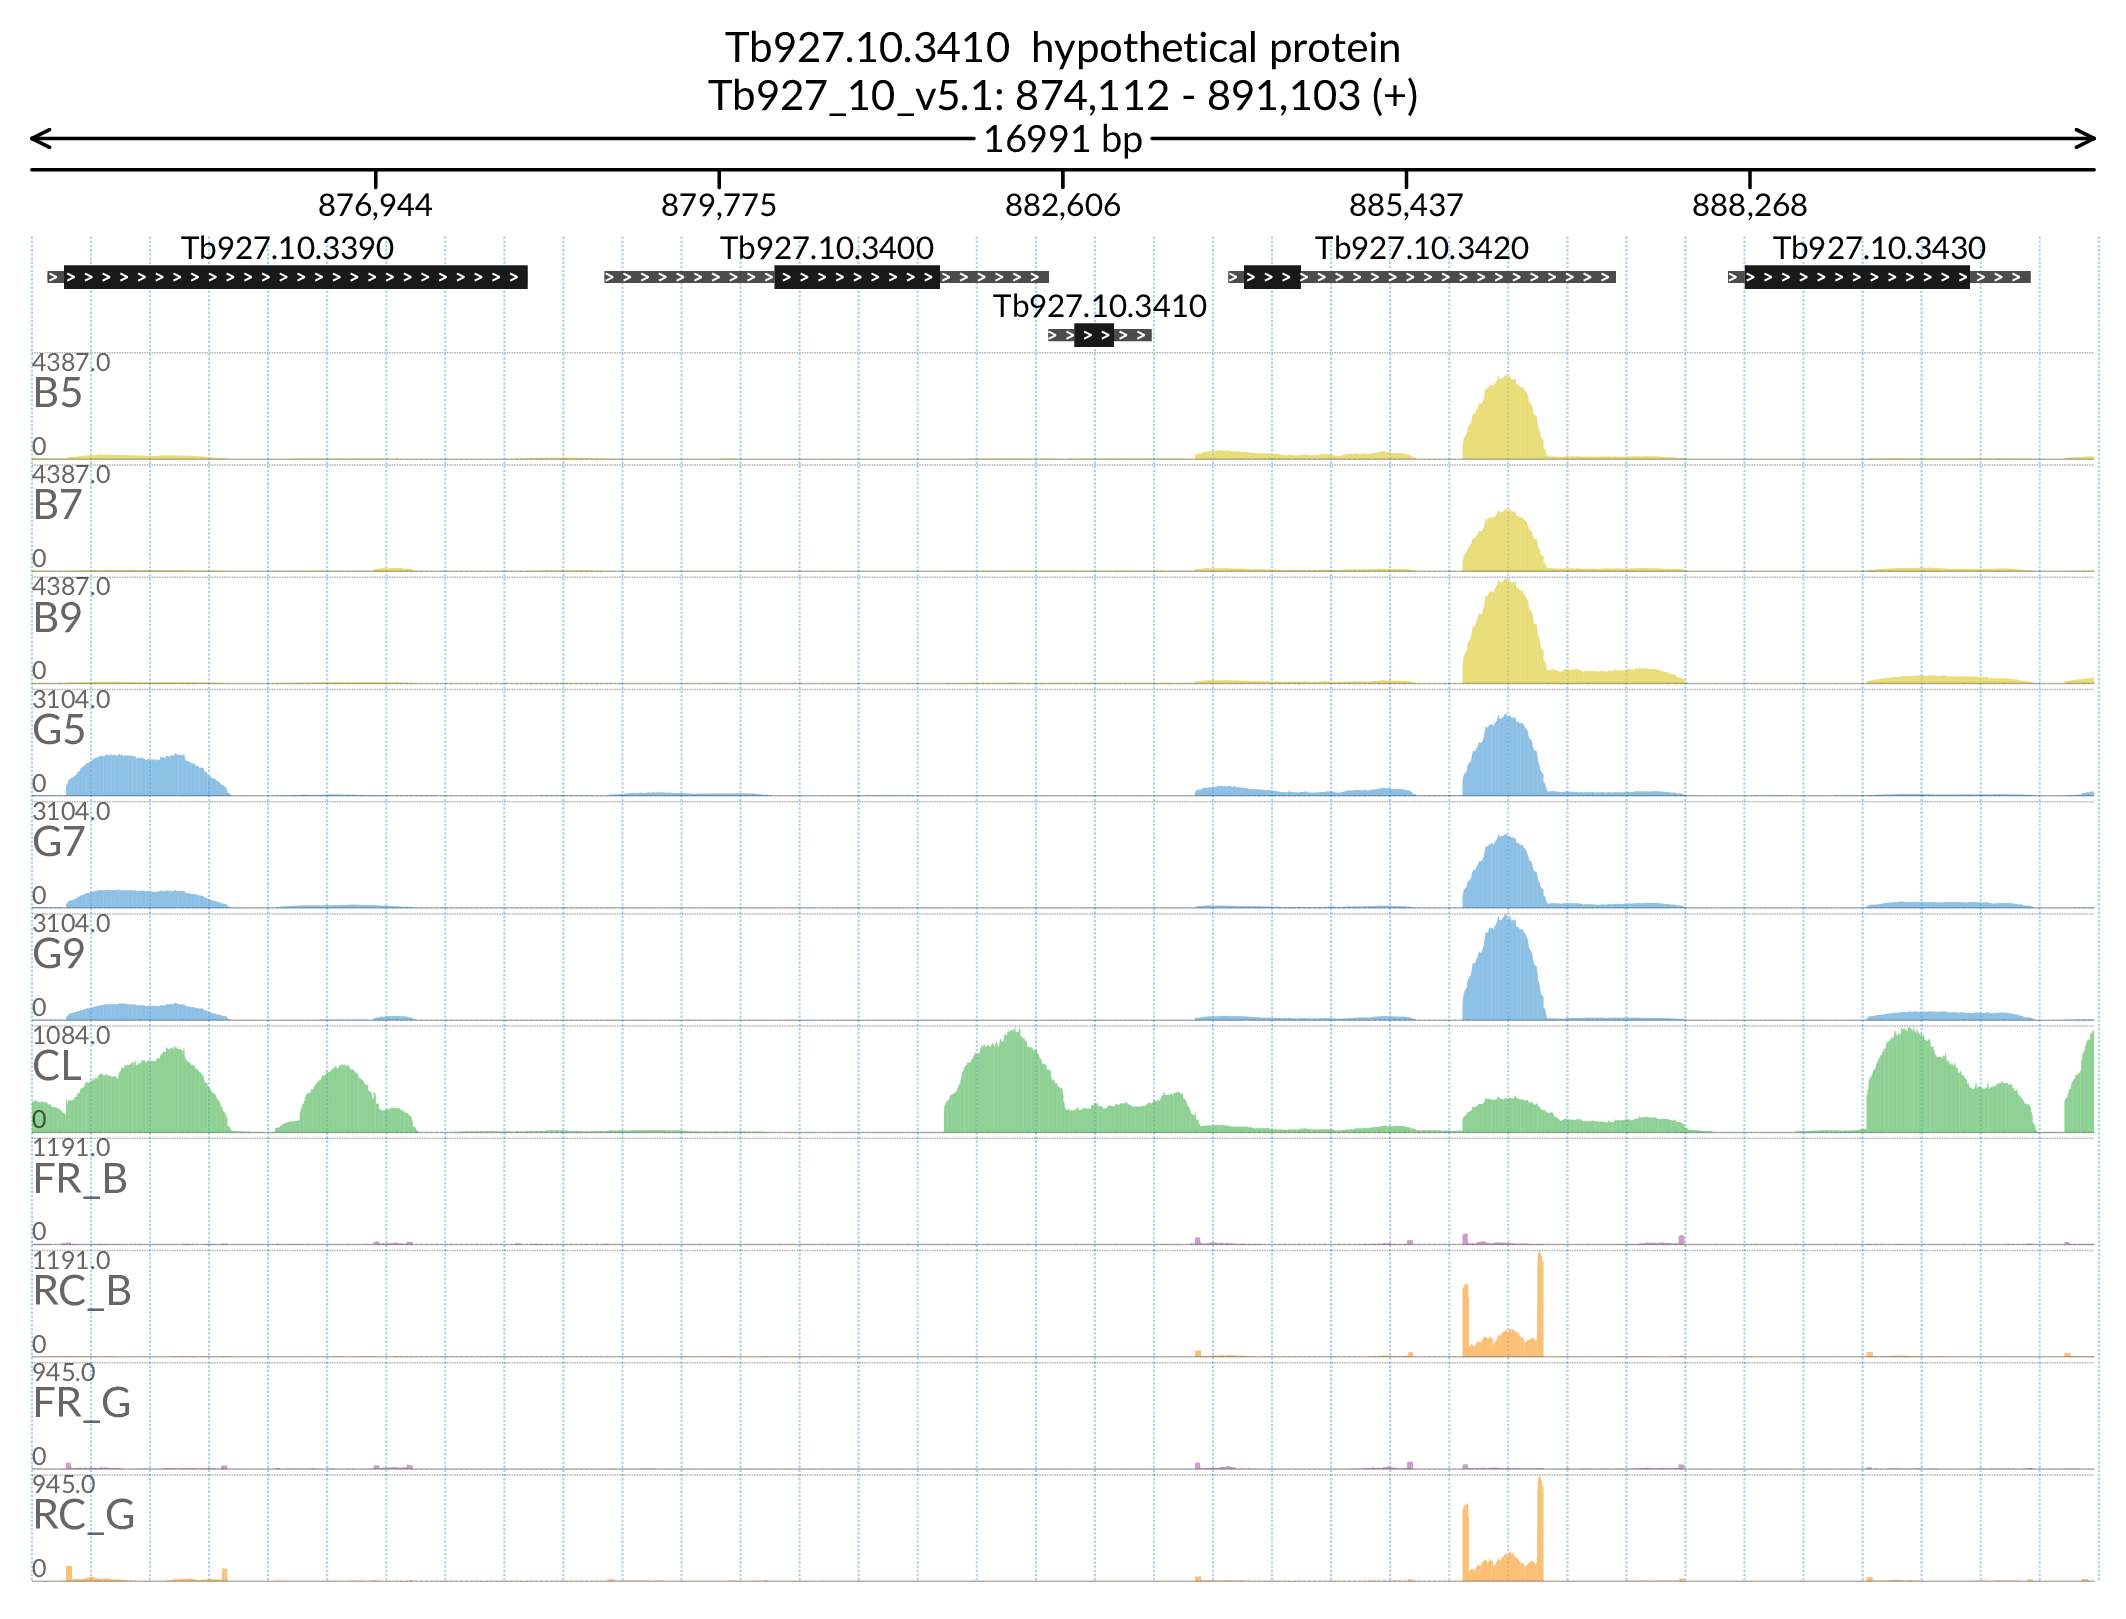 Tb927.10.3410  hypothetical protein
Tb927_10_v5.1: 874,112 - 891,103 (+)
16991 bp
876,944 879,775 882,606 885,437 888,268
Tb927.10.3390 Tb927.10.3400 Tb927.10.3420 Tb927.10.3430
Tb927.10.3410
4387.0
B5
0
4387.0
B7
0
4387.0
B9
0
3104.0
G5
0
3104.0
G7
0
3104.0
G9
0
1084.0
CL
0
1191.0
FR_B
0
1191.0
RC_B
0
945.0
FR_G
0
945.0
RC_G
0